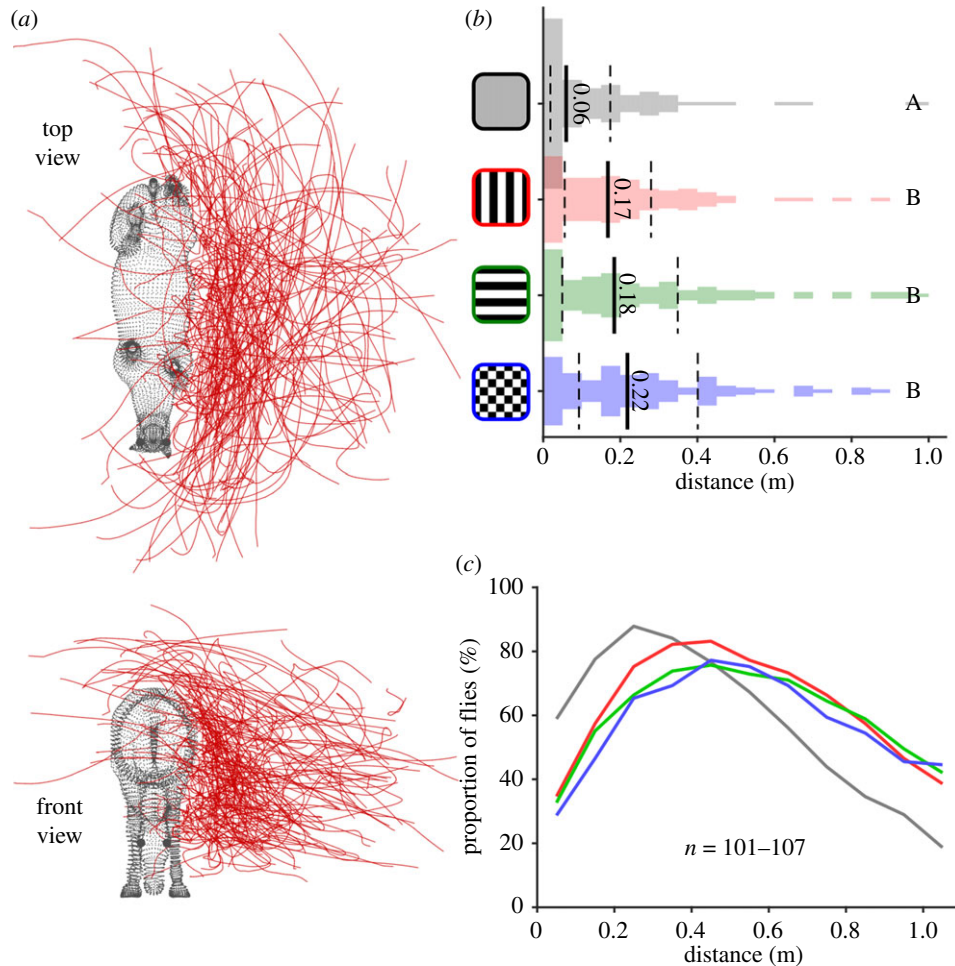 (a)
top
view
front
view
(b)
0.06
A
0.17
B
0.18
B
0.22
B
0 0.2 0.4 0.6 0.8 1.0
distance (m)
(c)
100
80
60
40
20
0
proportion of flies (%)
n = 101–107
0 0.2 0.4 0.6 0.8 1.0
distance (m)